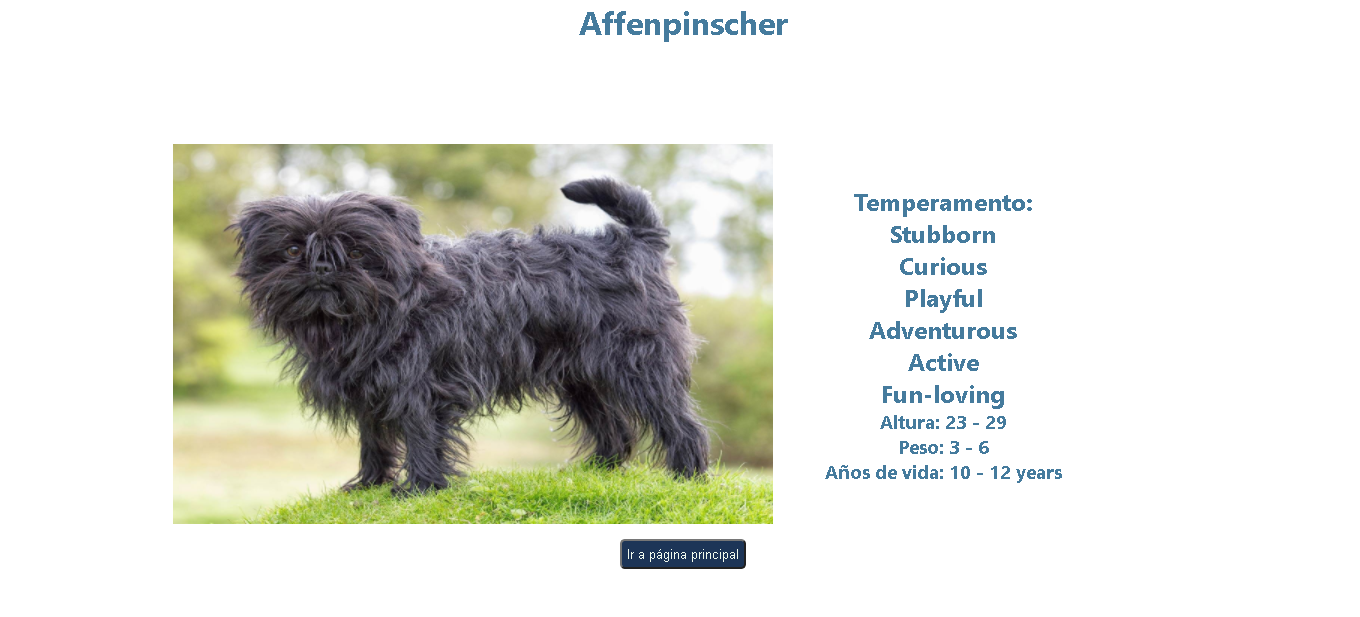 Affenpinscher
Temperamento:
Stubborn
Curious
Playful
Adventurous
Active
Fun-loving
Altura: 23 - 29
Peso: 3 - 6
Años de vida: 10 - 12 years
Ir a página principal